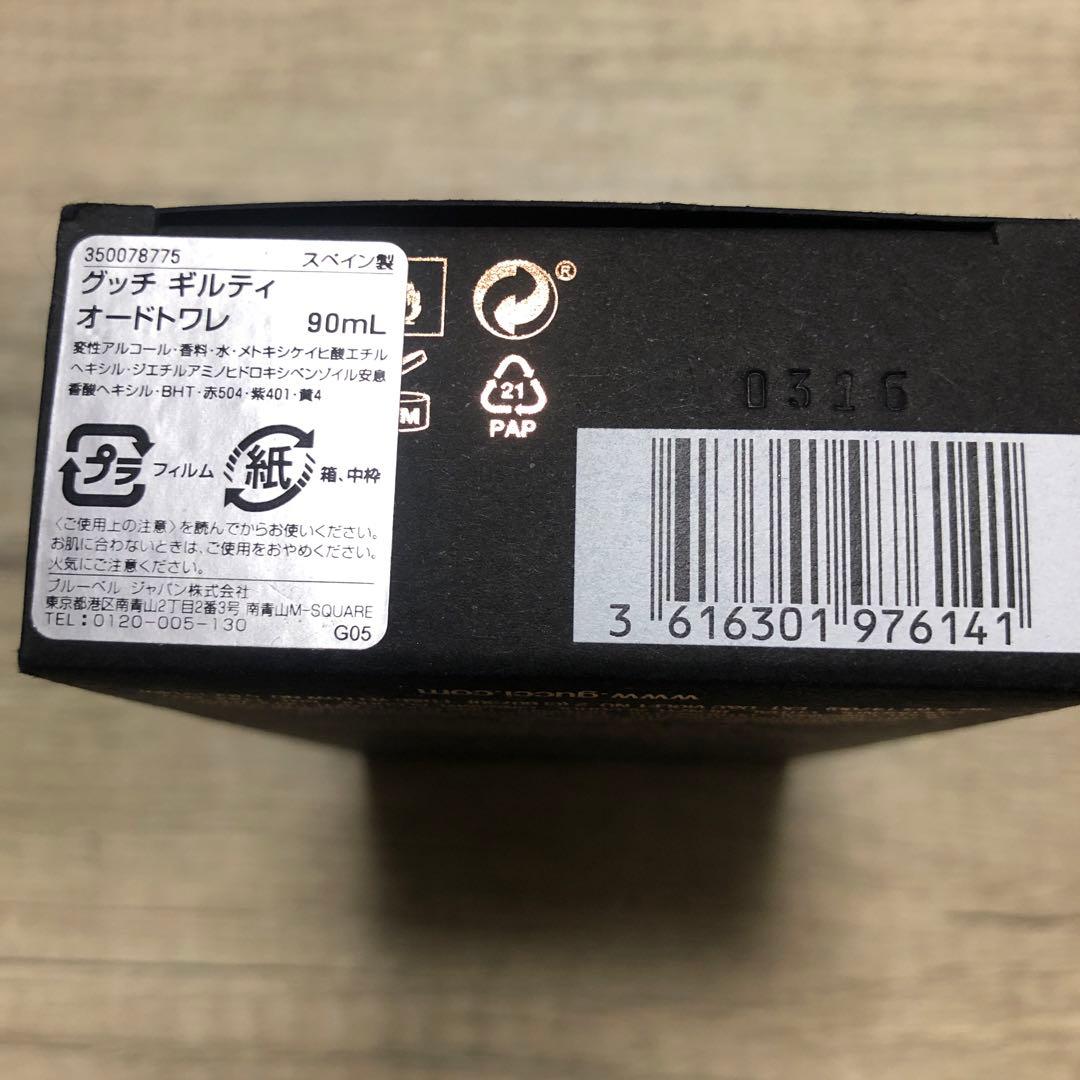 350078775 スペイン製
グッチ ギルティ
オードトワレ 90mL
変性アルコール・香料・水・メトキシケイヒ酸エチル
ヘキシル・ジエチルアミノヒドロキシベンゾイル安息
香酸ヘキシル・BHT・赤504・紫401・黄4
プラ フィルム 紙 箱、中枠
〈ご使用上の注意〉を読んでからお使いください。
お肌に合わないときは、ご使用をおやめください。
火気にご注意ください。
ブルーベル ジャパン株式会社
東京都港区南青山2丁目2番3号 南青山M-SQUARE
TEL:0120-005-130 G05
®
M
21
PAP
0316
3 616301 976141
www.gucci.com